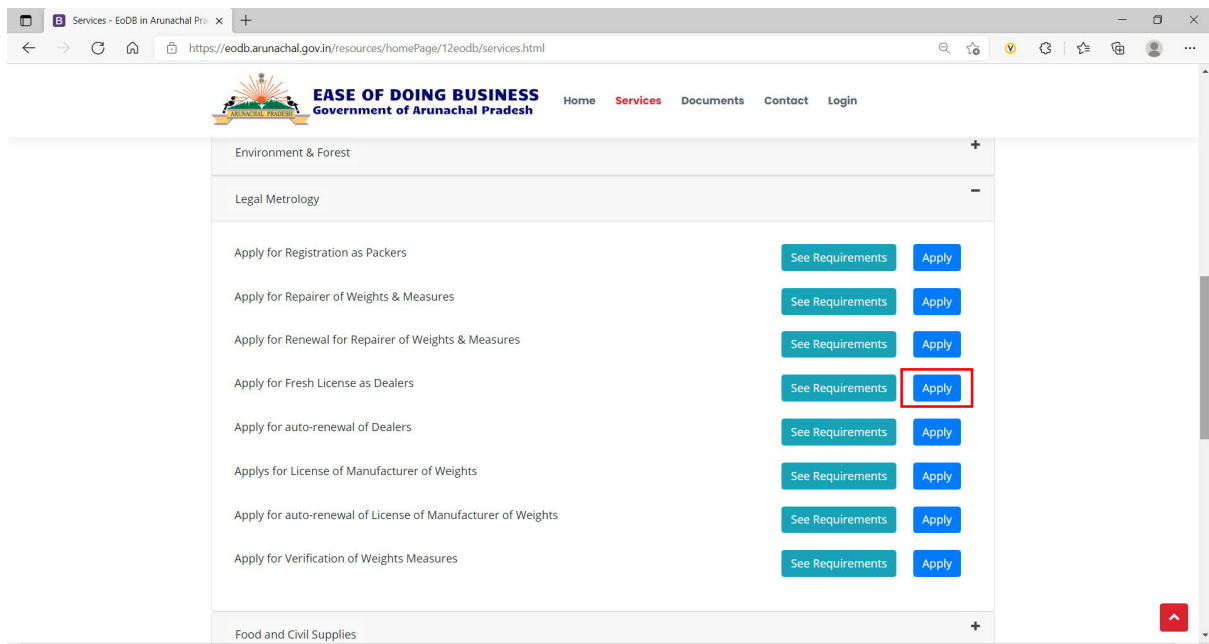 Services - EoDB in Arunachal Pra
https://eodb.arunachal.gov.in/resources/homePage/12eodb/services.html
ARUNACHAL PRADESH
EASE OF DOING BUSINESS
Government of Arunachal Pradesh
Home Services Documents Contact Login
Environment & Forest +
Legal Metrology -
Apply for Registration as Packers See Requirements Apply
Apply for Repairer of Weights & Measures See Requirements Apply
Apply for Renewal for Repairer of Weights & Measures See Requirements Apply
Apply for Fresh License as Dealers See Requirements Apply
Apply for auto-renewal of Dealers See Requirements Apply
Applys for License of Manufacturer of Weights See Requirements Apply
Apply for auto-renewal of License of Manufacturer of Weights See Requirements Apply
Apply for Verification of Weights Measures See Requirements Apply
Food and Civil Supplies +